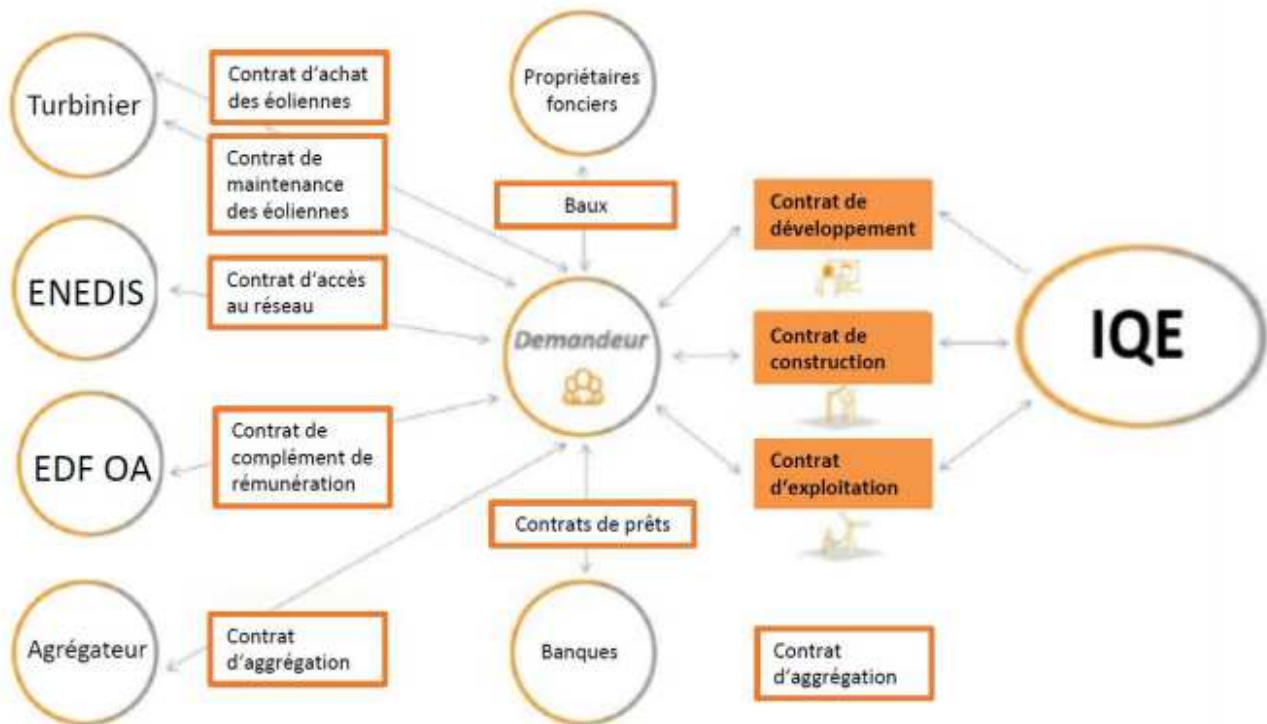 Turbinier
Contrat d'achat
des éoliennes
Contrat de
maintenance
des éoliennes
Propriétaires
fonciers
Baux
Contrat de
développement
ENEDIS
Contrat d'accès
au réseau
Demandeur
Contrat de
construction
IQE
EDF OA
Contrat de
complément de
rémunération
Contrat
d'exploitation
Contrats de prêts
Agrégateur
Contrat
d'aggrégation
Banques
Contrat
d'aggrégation